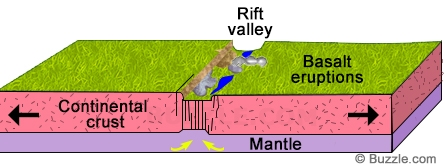 Rift
valley
Basalt
eruptions
Continental
crust
Mantle
© Buzzle.com